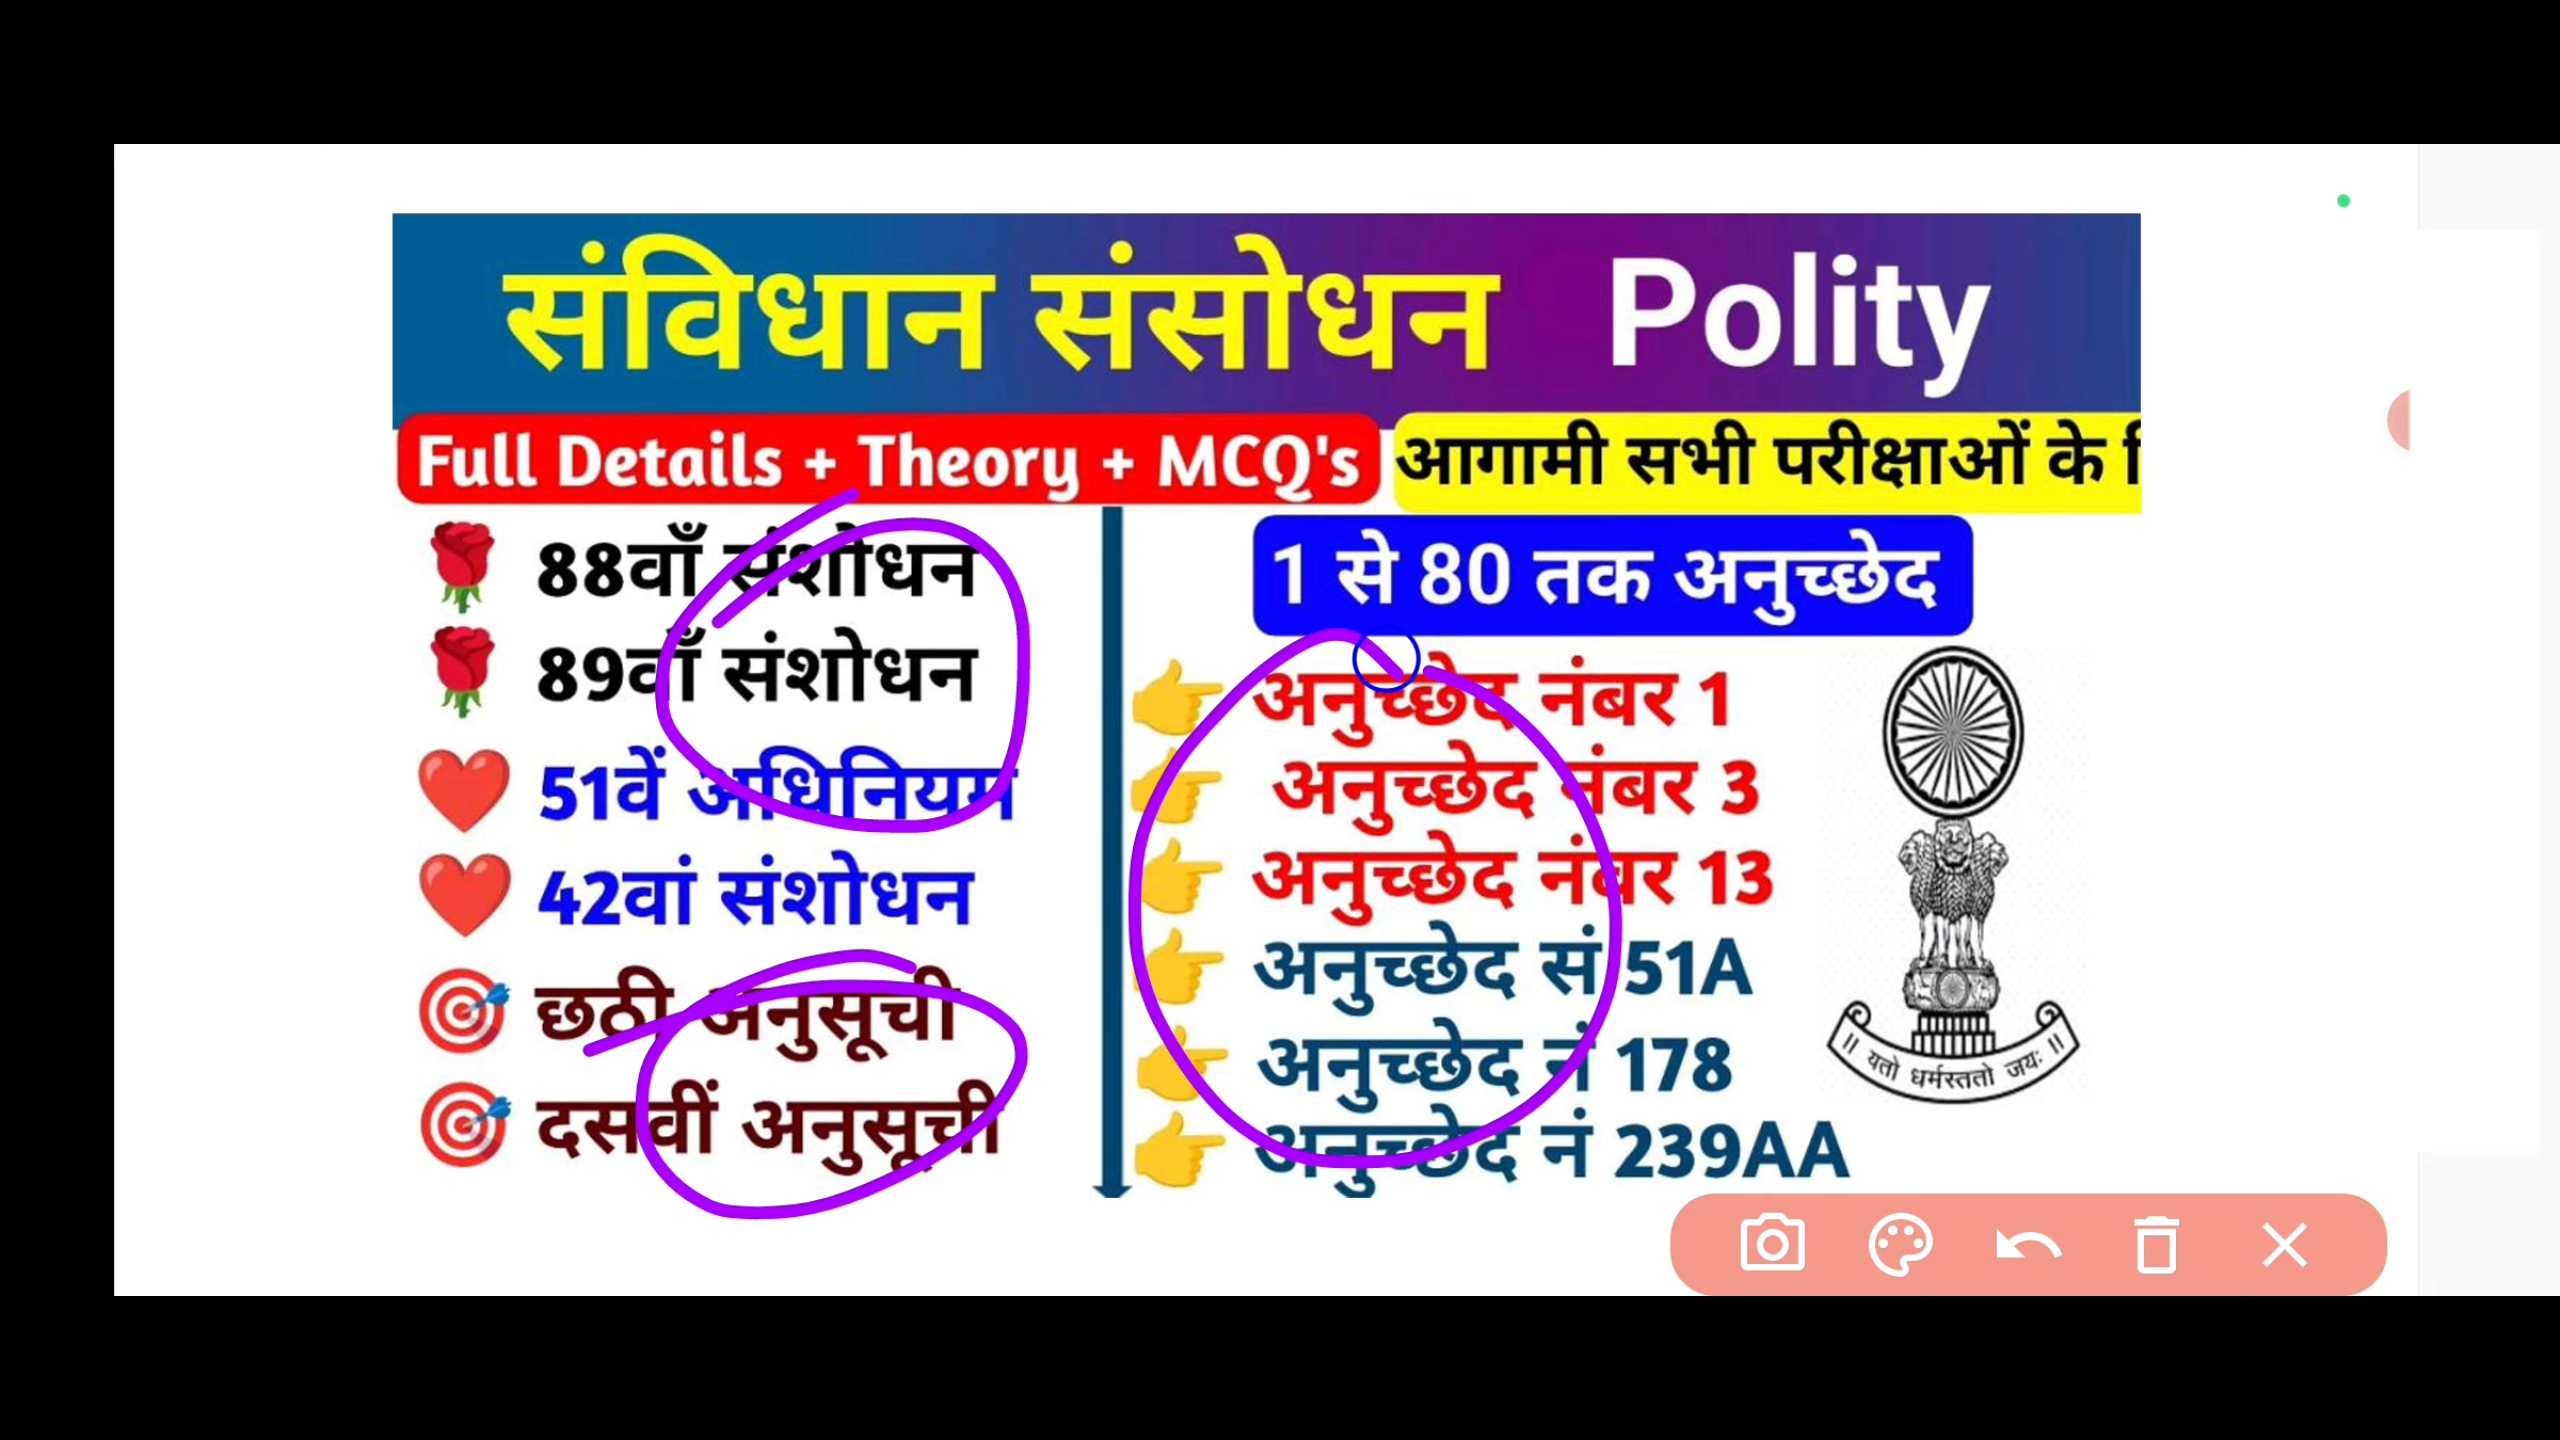 संविधान संसोधन Polity
Full Details + Theory + MCQ's
आगामी सभी परीक्षाओं के
88वाँ संशोधन
89वाँ संशोधन
51वें अधिनियम
42वां संशोधन
छठी अनुसूची
दसवीं अनुसूची
1 से 80 तक अनुच्छेद
अनुच्छेद नंबर 1
अनुच्छेद नंबर 3
अनुच्छेद नंबर 13
अनुच्छेद सं 51A
अनुच्छेद नं 178
अनुच्छेद नं 239AA
॥ यतो धर्मस्ततो जयः ॥